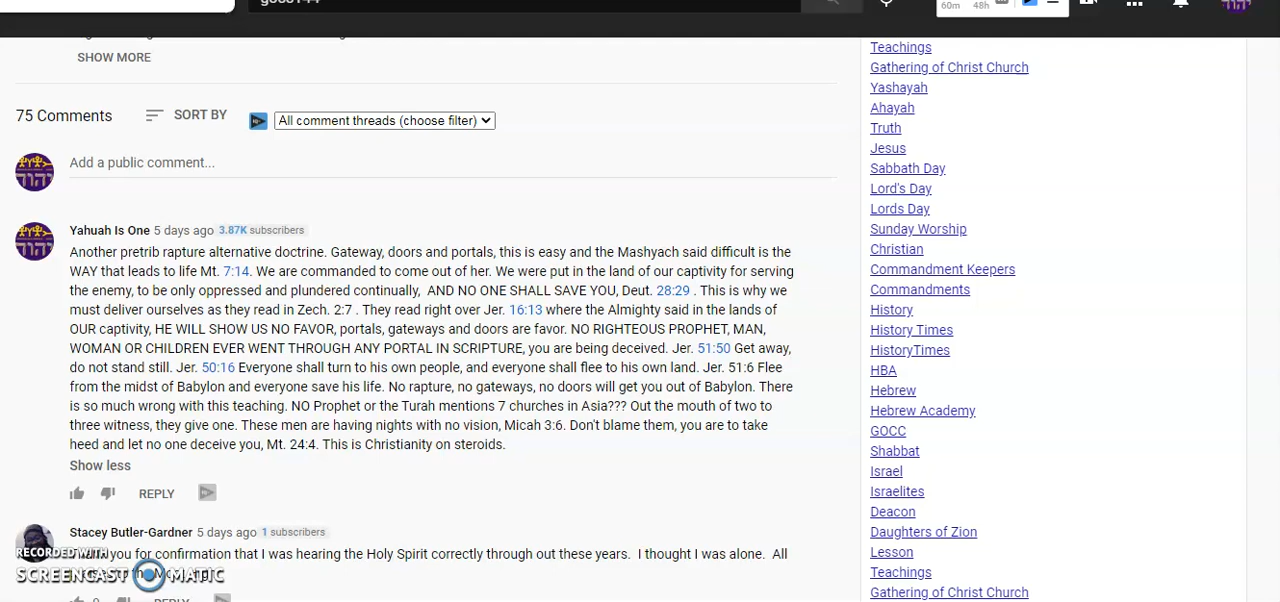 gocc144
60m 48h
SHOW MORE
75 Comments SORT BY All comment threads (choose filter)
Add a public comment...
Yahuah Is One 5 days ago 3.87K subscribers
Another pretrib rapture alternative doctrine. Gateway, doors and portals, this is easy and the Mashyach said difficult is the
WAY that leads to life Mt. 7:14. We are commanded to come out of her. We were put in the land of our captivity for serving
the enemy, to be only oppressed and plundered continually, AND NO ONE SHALL SAVE YOU, Deut. 28:29 . This is why we
must deliver ourselves as they read in Zech. 2:7 . They read right over Jer. 16:13 where the Almighty said in the lands of
OUR captivity, HE WILL SHOW US NO FAVOR, portals, gateways and doors are favor. NO RIGHTEOUS PROPHET, MAN,
WOMAN OR CHILDREN EVER WENT THROUGH ANY PORTAL IN SCRIPTURE, you are being deceived. Jer. 51:50 Get away,
do not stand still. Jer. 50:16 Everyone shall turn to his own people, and everyone shall flee to his own land. Jer. 51:6 Flee
from the midst of Babylon and everyone save his life. No rapture, no gateways, no doors will get you out of Babylon. There
is so much wrong with this teaching. NO Prophet or the Turah mentions 7 churches in Asia??? Out the mouth of two to
three witness, they give one. These men are having nights with no vision, Micah 3:6. Don't blame them, you are to take
heed and let no one deceive you, Mt. 24:4. This is Christianity on steroids.
Show less
REPLY
Stacey Butler-Gardner 5 days ago 1 subscribers
you for confirmation that I was hearing the Holy Spirit correctly through out these years. I thought I was alone. All
REPLY
RECORDED WITH
SCREENCAST MATIC
Teachings
Gathering of Christ Church
Yashayah
Ahayah
Truth
Jesus
Sabbath Day
Lord's Day
Lords Day
Sunday Worship
Christian
Commandment Keepers
Commandments
History
History Times
HistoryTimes
HBA
Hebrew
Hebrew Academy
GOCC
Shabbat
Israel
Israelites
Deacon
Daughters of Zion
Lesson
Teachings
Gathering of Christ Church